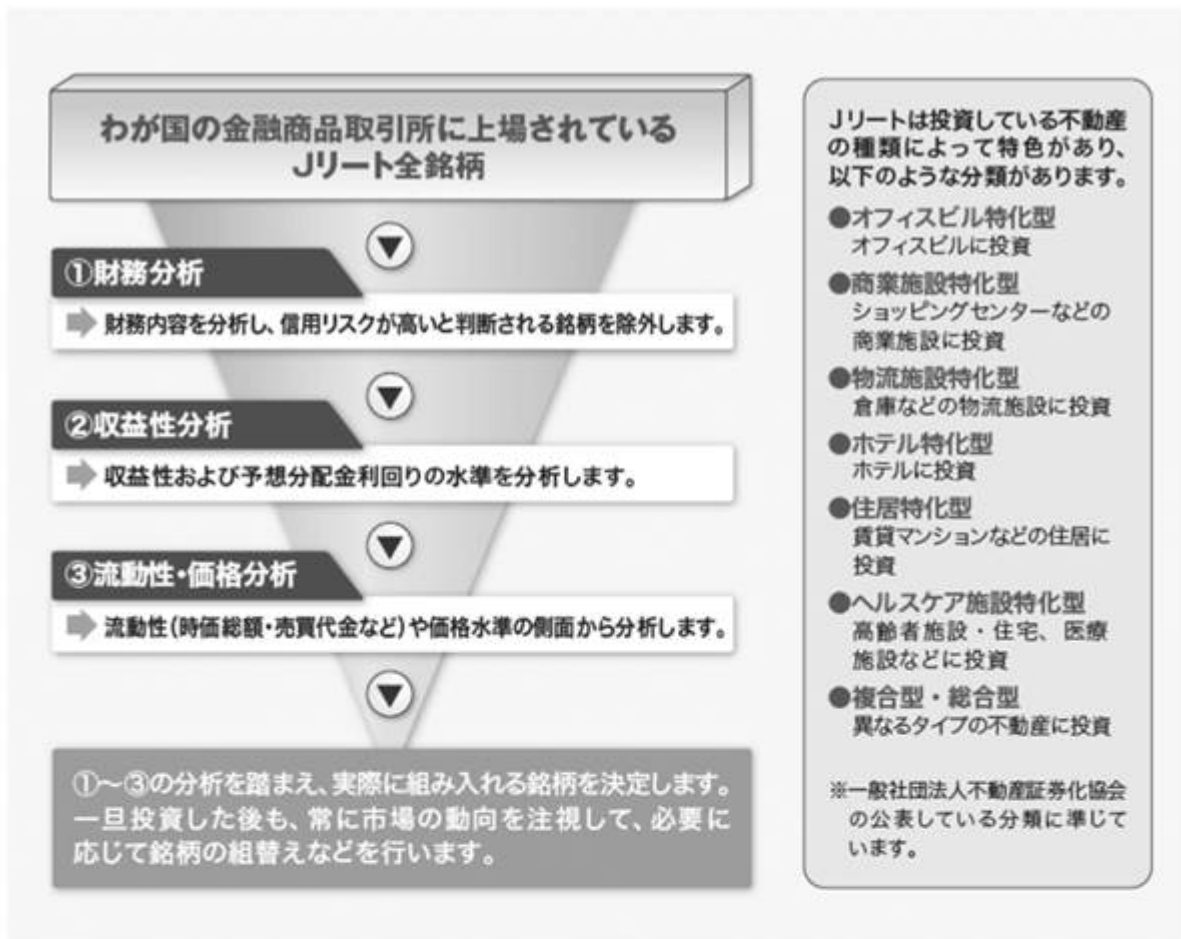 わが国の金融商品取引所に上場されている
Jリート全銘柄
▼
①財務分析
財務内容を分析し、信用リスクが高いと判断される銘柄を除外します。
▼
②収益性分析
収益性および予想分配金利回りの水準を分析します。
▼
③流動性・価格分析
流動性(時価総額・売買代金など)や価格水準の側面から分析します。
▼
①～③の分析を踏まえ、実際に組み入れる銘柄を決定します。
一旦投資した後も、常に市場の動向を注視して、必要に
応じて銘柄の組替えなどを行います。
Jリートは投資している不動産
の種類によって特色があり、
以下のような分類があります。
●オフィスビル特化型
オフィスビルに投資
●商業施設特化型
ショッピングセンターなどの
商業施設に投資
●物流施設特化型
倉庫などの物流施設に投資
●ホテル特化型
ホテルに投資
●住居特化型
賃貸マンションなどの住居に
投資
●ヘルスケア施設特化型
高齢者施設・住宅、医療
施設などに投資
●複合型・総合型
異なるタイプの不動産に投資
※一般社団法人不動産証券化協会
の公表している分類に準じて
います。